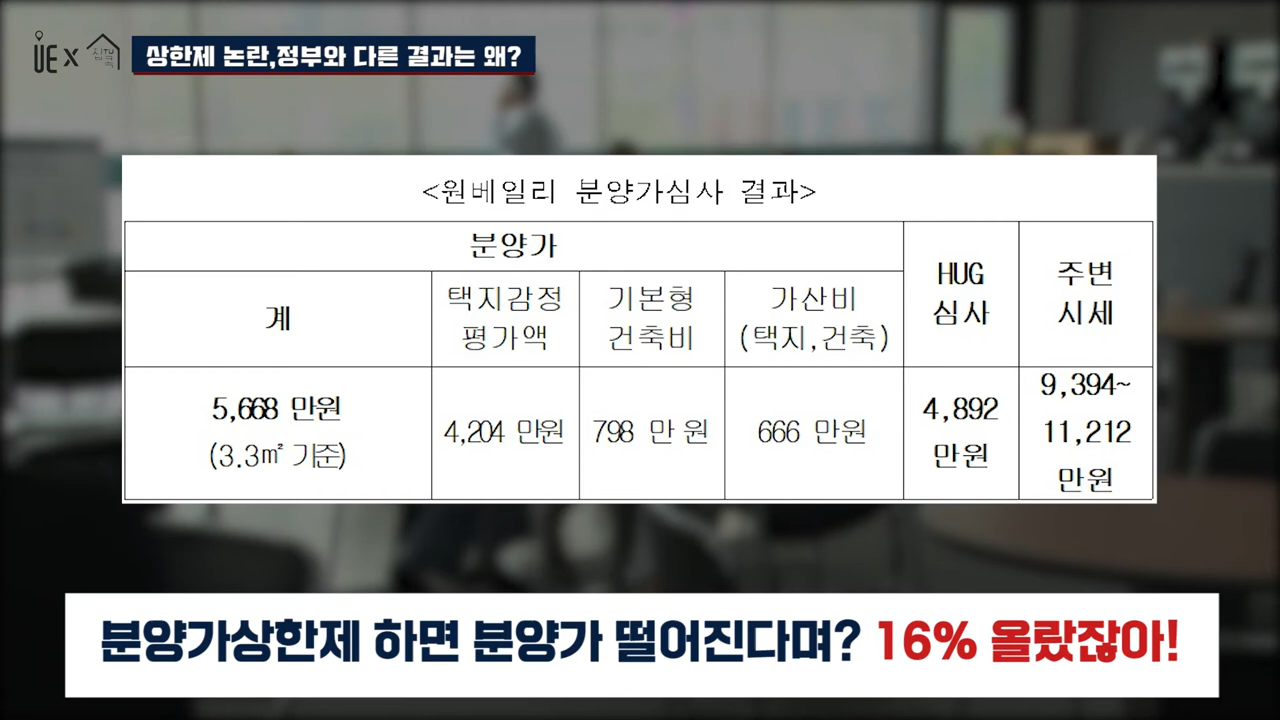 UE X 집코치
상한제 논란,정부와 다른 결과는 왜?
<원베일리 분양가심사 결과>
분양가
HUG
심사
주변
시세
계
택지감정
평가액
기본형
건축비
가산비
(택지,건축)
5,668 만원
(3.3㎡ 기준)
4,204 만원
798 만 원
666 만원
4,892
만원
9,394~
11,212
만원
분양가상한제 하면 분양가 떨어진다며? 16% 올랐잖아!